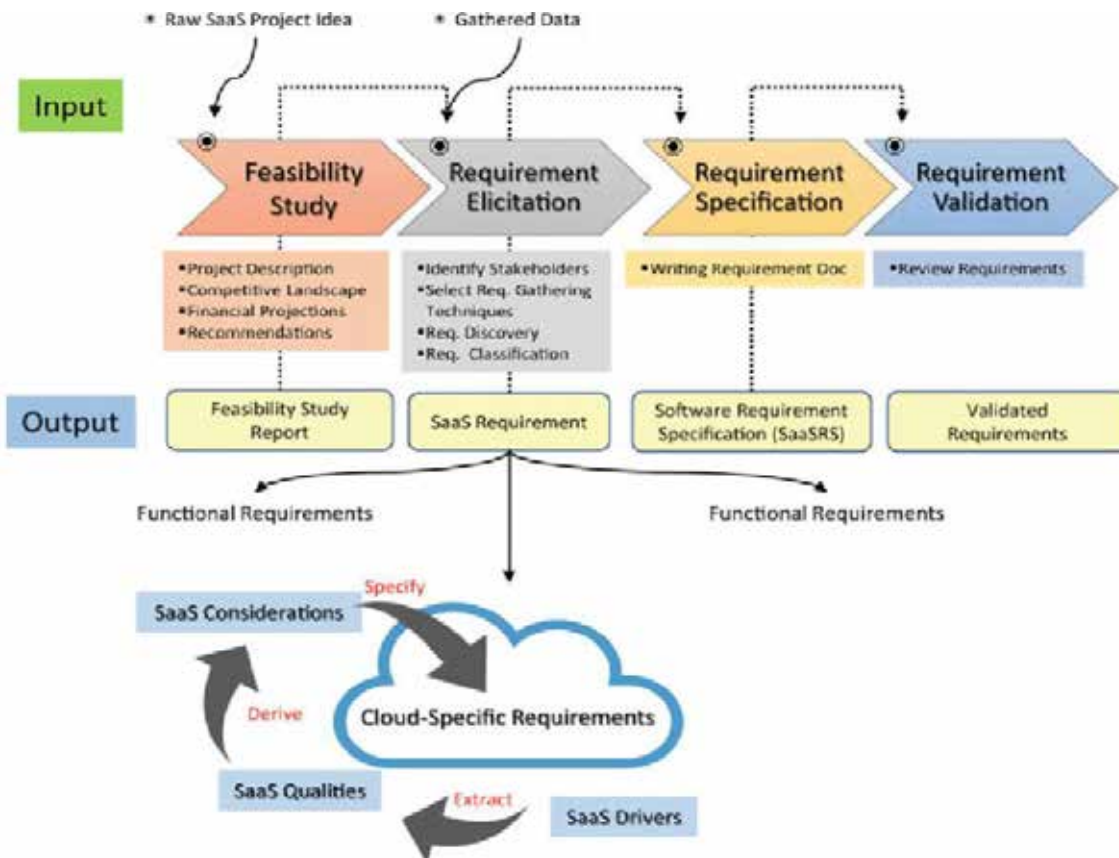 Raw SaaS Project Idea
Gathered Data
Input
Feasibility
Study
Requirement
Elicitation
Requirement
Specification
Requirement
Validation
▪Project Description
▪Competitive Landscape
▪Financial Projections
▪Recommendations
▪Identify Stakeholders
▪Select Req. Gathering
Techniques
▪Req. Discovery
▪Req. Classification
▪Writing Requirement Doc
▪Review Requirements
Output
Feasibility Study
Report
SaaS Requirement
Software Requirement
Specification (SaaSRS)
Validated
Requirements
Functional Requirements
Functional Requirements
Specify
SaaS Considerations
Derive
Cloud-Specific Requirements
SaaS Qualities
Extract
SaaS Drivers